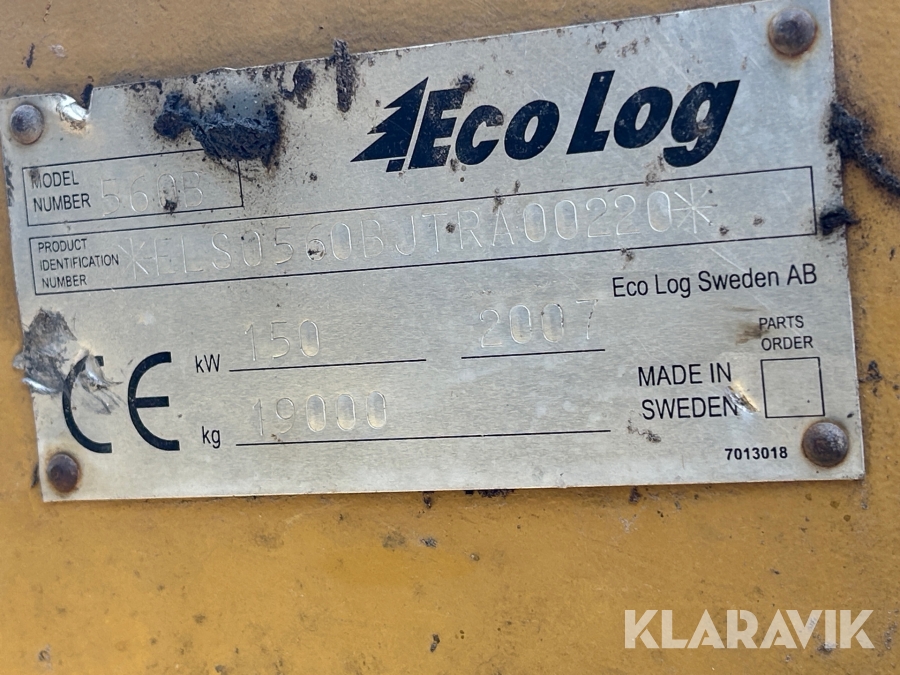 Eco Log
MODEL
NUMBER 560B
PRODUCT
IDENTIFICATION
NUMBER *ELS0560BJTRA00220*
Eco Log Sweden AB
kW 150 2007
PARTS
ORDER
CE
kg 19000
MADE IN
SWEDEN
7013018
KLARAVIK